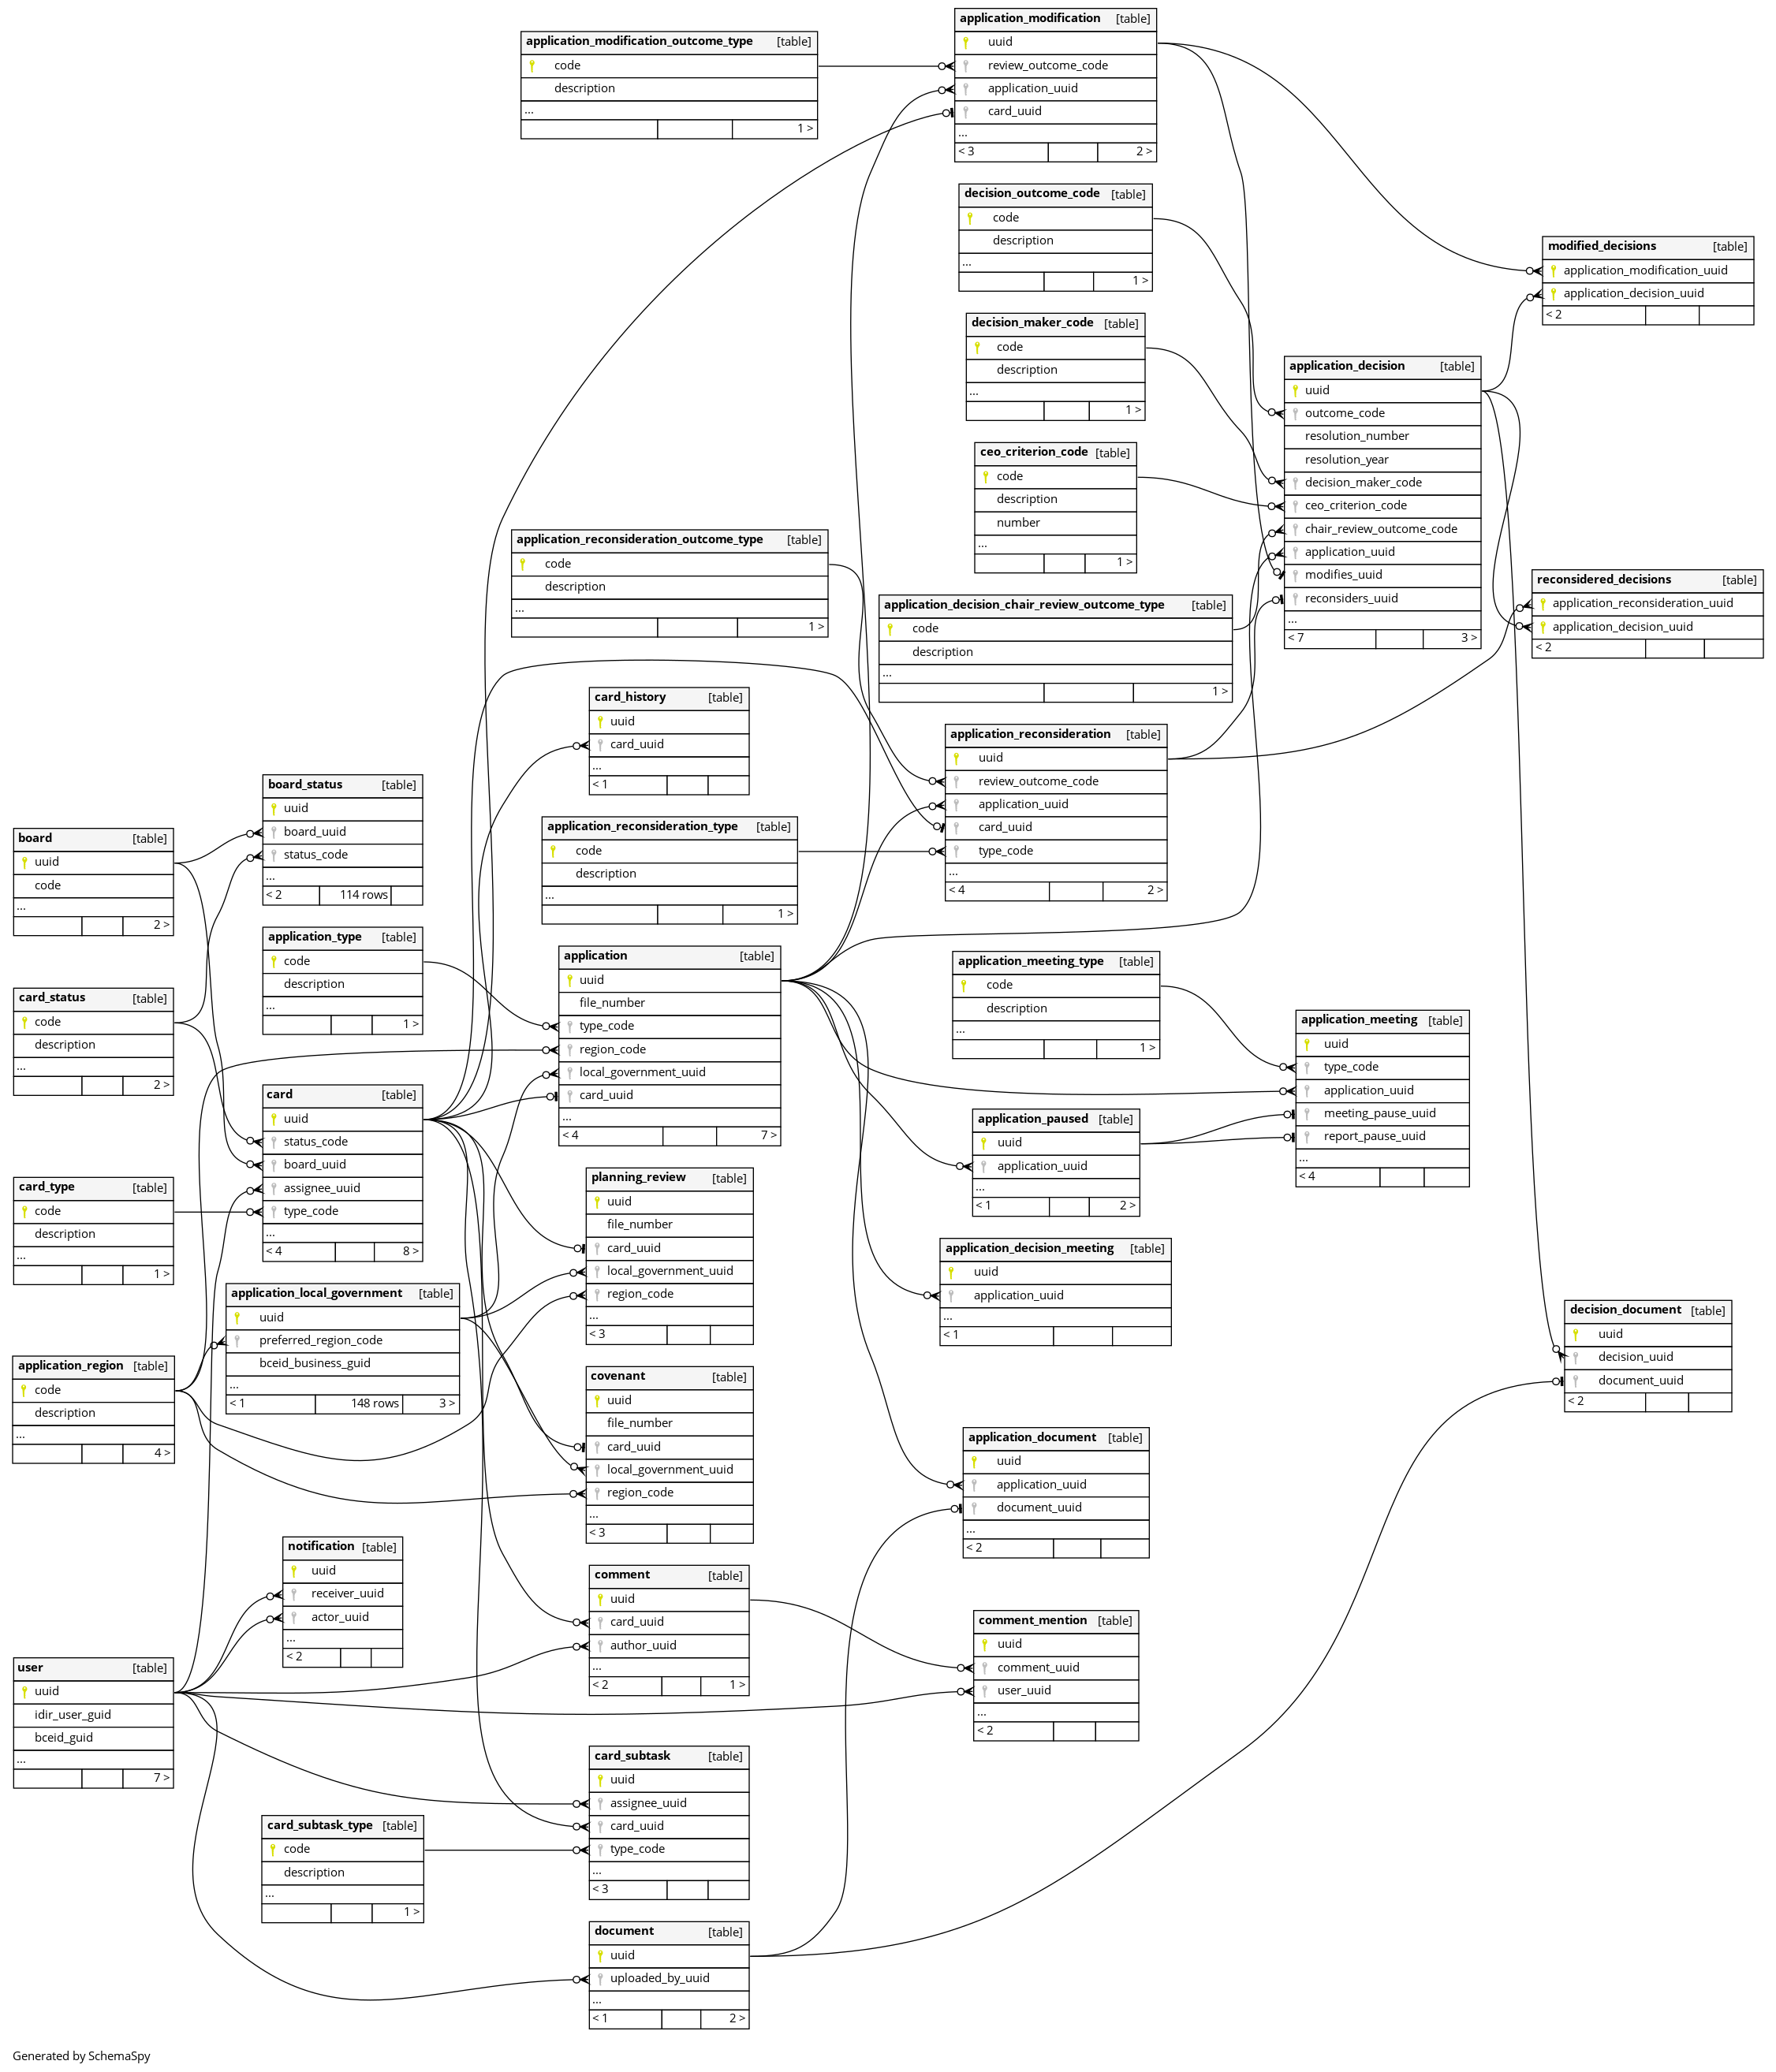 application_modification_outcome_type [table]
code
description
...
1 >
application_modification [table]
uuid
review_outcome_code
application_uuid
card_uuid
...
< 3 2 >
decision_outcome_code [table]
code
description
...
1 >
modified_decisions [table]
application_modification_uuid
application_decision_uuid
< 2
decision_maker_code [table]
code
description
...
1 >
application_decision [table]
uuid
outcome_code
resolution_number
resolution_year
decision_maker_code
ceo_criterion_code
chair_review_outcome_code
application_uuid
modifies_uuid
reconsiders_uuid
...
< 7 3 >
ceo_criterion_code [table]
code
description
number
...
1 >
application_reconsideration_outcome_type [table]
code
description
...
1 >
reconsidered_decisions [table]
application_reconsideration_uuid
application_decision_uuid
< 2
application_decision_chair_review_outcome_type [table]
code
description
...
1 >
card_history [table]
uuid
card_uuid
...
< 1
application_reconsideration [table]
uuid
review_outcome_code
application_uuid
card_uuid
type_code
...
< 4 2 >
board_status [table]
uuid
board_uuid
status_code
...
< 2 114 rows
board [table]
uuid
code
...
2 >
application_reconsideration_type [table]
code
description
...
1 >
application_type [table]
code
description
...
1 >
application [table]
uuid
file_number
type_code
region_code
local_government_uuid
card_uuid
...
< 4 7 >
application_meeting_type [table]
code
description
...
1 >
card_status [table]
code
description
...
2 >
application_meeting [table]
uuid
type_code
application_uuid
meeting_pause_uuid
report_pause_uuid
...
< 4
card [table]
uuid
status_code
board_uuid
assignee_uuid
type_code
...
< 4 8 >
application_paused [table]
uuid
application_uuid
...
< 1 2 >
card_type [table]
code
description
...
1 >
planning_review [table]
uuid
file_number
card_uuid
local_government_uuid
region_code
...
< 3
application_decision_meeting [table]
uuid
application_uuid
...
< 1
application_local_government [table]
uuid
preferred_region_code
bceid_business_guid
...
< 1 148 rows 3 >
decision_document [table]
uuid
decision_uuid
document_uuid
< 2
application_region [table]
code
description
...
4 >
covenant [table]
uuid
file_number
card_uuid
local_government_uuid
region_code
...
< 3
application_document [table]
uuid
application_uuid
document_uuid
...
< 2
notification [table]
uuid
receiver_uuid
actor_uuid
...
< 2
comment [table]
uuid
card_uuid
author_uuid
...
< 2 1 >
comment_mention [table]
uuid
comment_uuid
user_uuid
...
< 2
user [table]
uuid
idir_user_guid
bceid_guid
...
7 >
card_subtask [table]
uuid
assignee_uuid
card_uuid
type_code
...
< 3
card_subtask_type [table]
code
description
...
1 >
document [table]
uuid
uploaded_by_uuid
...
< 1 2 >
Generated by SchemaSpy